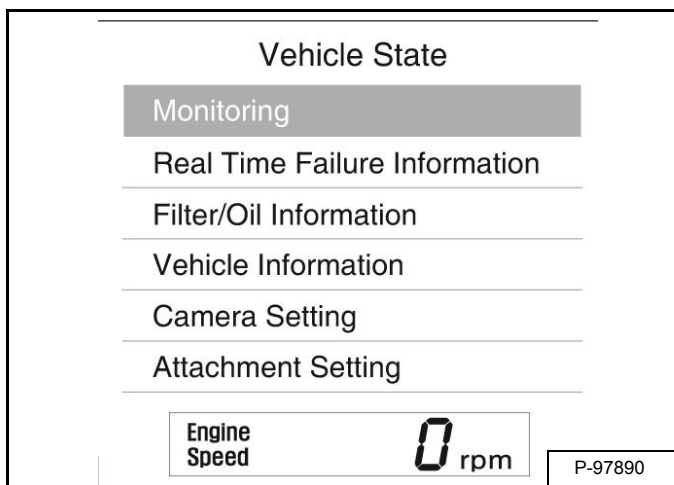 Vehicle State
Monitoring
Real Time Failure Information
Filter/Oil Information
Vehicle Information
Camera Setting
Attachment Setting
Engine
Speed
0 rpm
P-97890